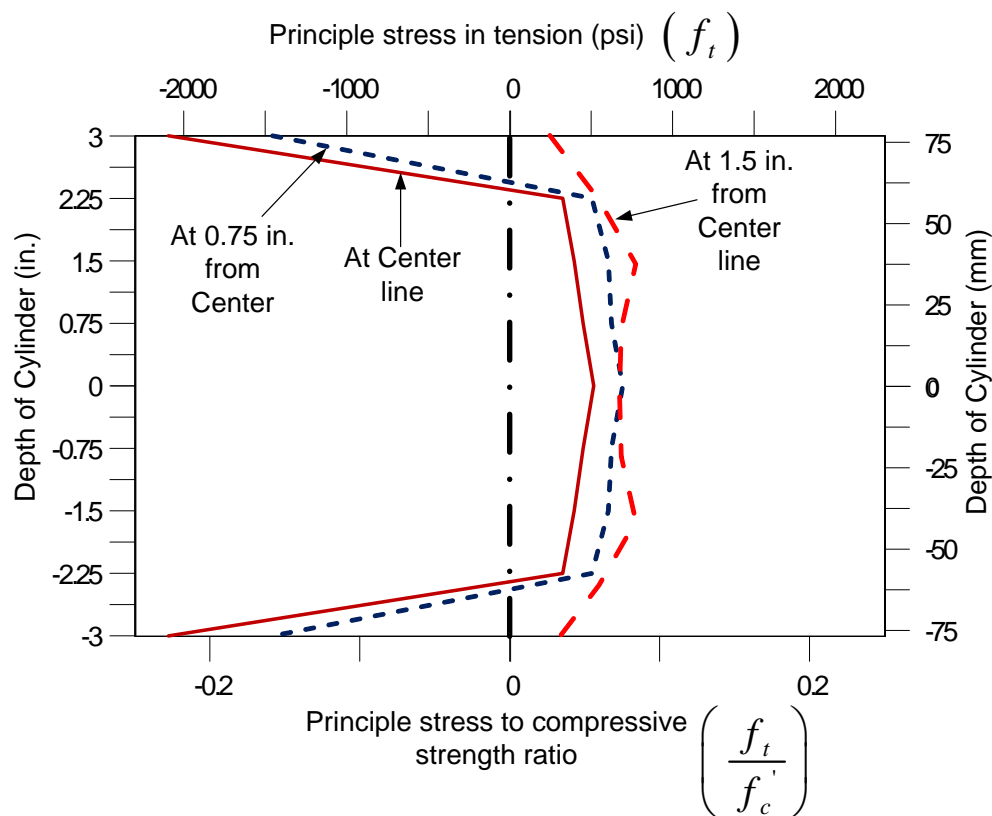 Principle stress in tension (psi) (f_t)
-2000 -1000 0 1000 2000
Depth of Cylinder (in.)
3
2.25
1.5
0.75
0
-0.75
-1.5
-2.25
-3
At 0.75 in.
from
Center
At Center
line
At 1.5 in.
from
Center
line
75
50
25
0
-25
-50
-75
Depth of Cylinder (mm)
-0.2 0 0.2
Principle stress to compressive
strength ratio
(f_t / f_c')